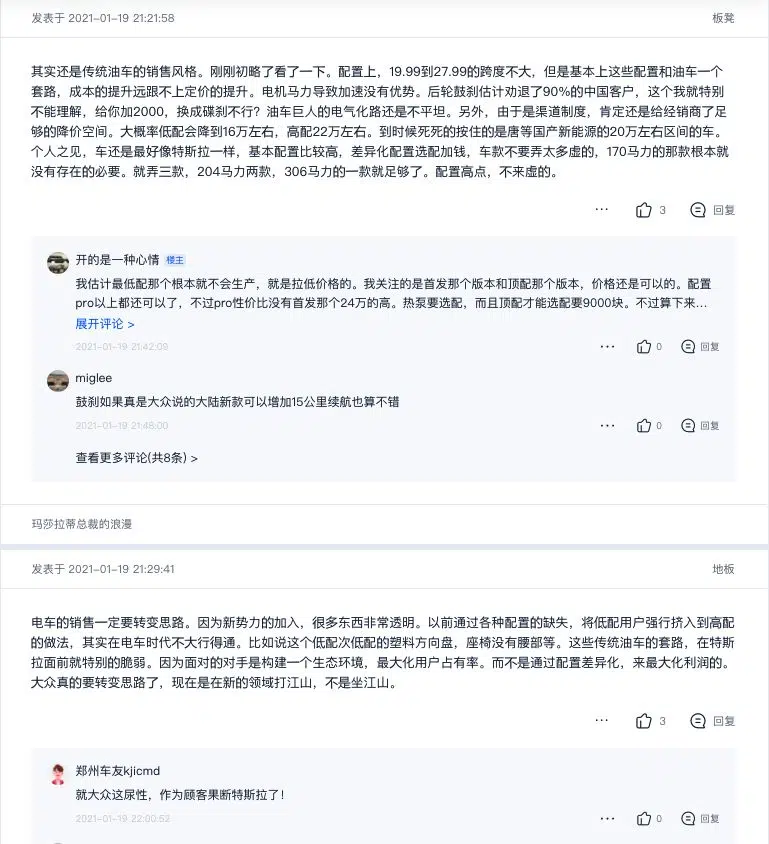 发表于 2021-01-19 21:21:58 板凳
其实还是传统油车的销售风格。刚刚初略了看了一下。配置上，19.99到27.99的跨度不大，但是基本上这些配置和油车一个
套路，成本的提升远跟不上定价的提升。电机马力导致加速没有优势。后轮鼓刹估计劝退了90%的中国客户，这个我就特别
不能理解，给你加2000，换成碟刹不行？油车巨人的电气化路还是不平坦。另外，由于是渠道制度，肯定还是给经销商了足
够的降价空间。大概率低配会降到16万左右，高配22万左右。到时候死死的按住的是唐等国产新能源的20万左右区间的车。
个人之见，车还是最好像特斯拉一样，基本配置比较高，差异化配置选配加钱，车款不要弄太多虚的，170马力的那款根本就
没有存在的必要。就弄三款，204马力两款，306马力的一款就足够了。配置高点，不来虚的。
··· 3 回复
开的是一种心情 楼主
我估计最低配那个根本就不会生产，就是拉低价格的。我关注的是首发那个版本和顶配那个版本，价格还是可以的。配置
pro以上都还可以了，不过pro性价比没有首发那个24万的高。热泵要选配，而且顶配才能选配要9000块。不过算下来...
展开评论 >
2021-01-19 21:42:09 ··· 0 回复
miglee
鼓刹如果真是大众说的大陆新款可以增加15公里续航也算不错
2021-01-19 21:48:00 ··· 0 回复
查看更多评论(共8条) >
玛莎拉蒂总裁的浪漫
发表于 2021-01-19 21:29:41 地板
电车的销售一定要转变思路。因为新势力的加入，很多东西非常透明。以前通过各种配置的缺失，将低配用户强行挤入到高配
的做法，其实在电车时代不大行得通。比如说这个低配次低配的塑料方向盘，座椅没有腰部等。这些传统油车的套路，在特斯
拉面前就特别的脆弱。因为面对的对手是构建一个生态环境，最大化用户占有率。而不是通过配置差异化，来最大化利润的。
大众真的要转变思路了，现在是在新的领域打江山，不是坐江山。
··· 3 回复
郑州车友kjicmd
就大众这尿性，作为顾客果断特斯拉了！
2021-01-19 22:00:52 ··· 0 回复